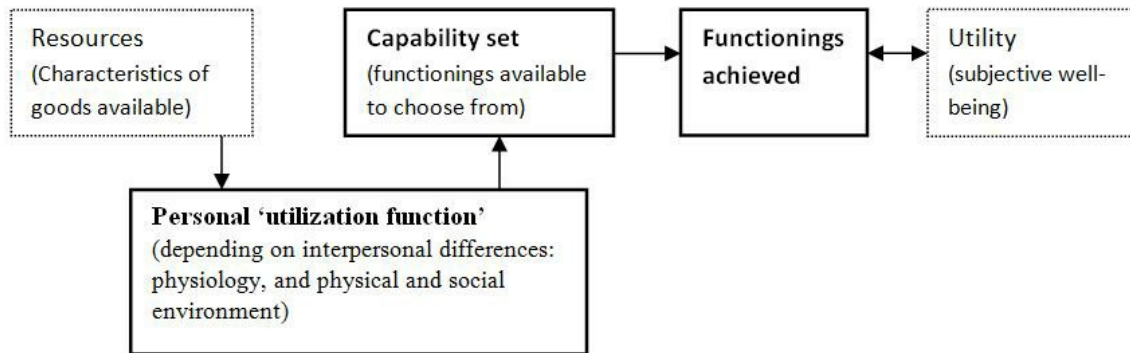 Resources
(Characteristics of
goods available)
Capability set
(functionings available
to choose from)
Functionings
achieved
Utility
(subjective well-
being)
Personal ‘utilization function’
(depending on interpersonal differences:
physiology, and physical and social
environment)